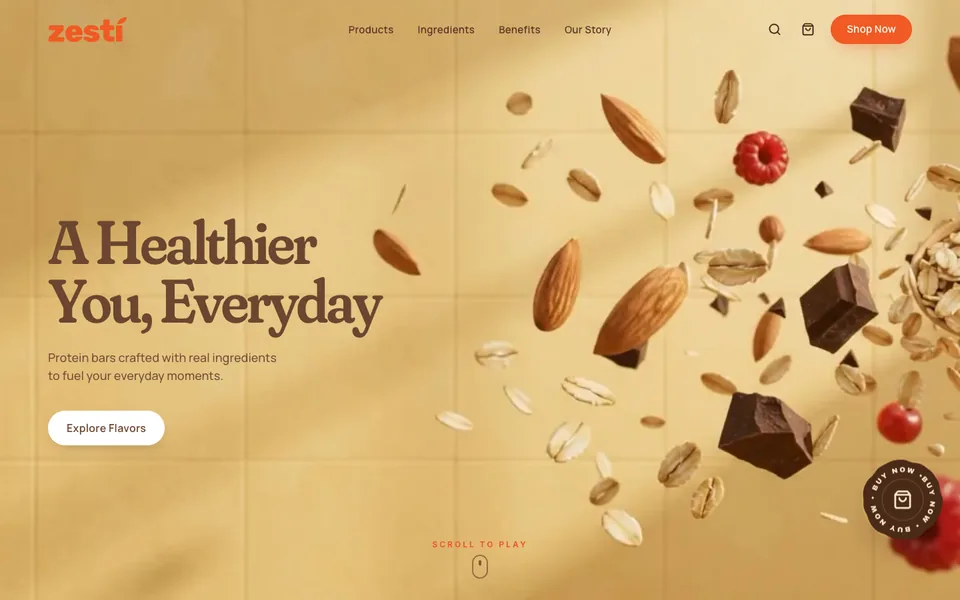 zestí
Products
Ingredients
Benefits
Our Story
Shop Now
A Healthier
You, Everyday
Protein bars crafted with real ingredients
to fuel your everyday moments.
Explore Flavors
BUY NOW • BUY NOW • BUY NOW •
SCROLL TO PLAY